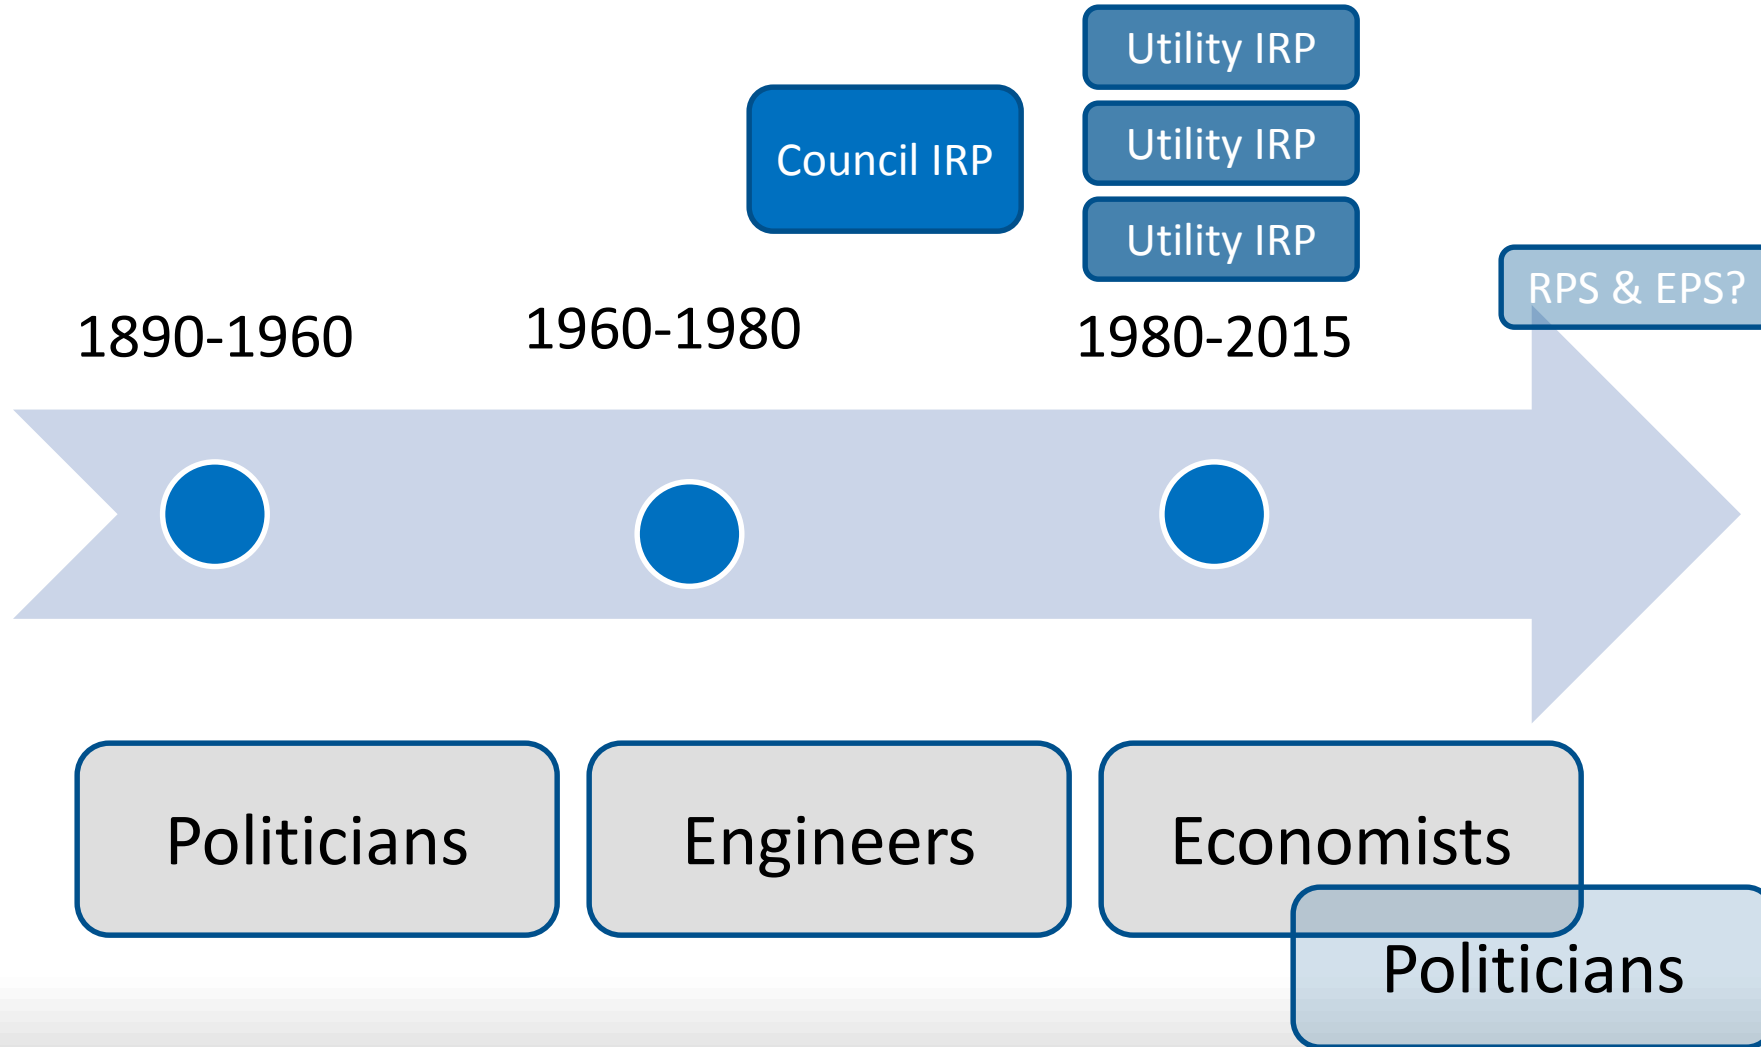 Utility IRP
Council IRP
Utility IRP
Utility IRP
RPS & EPS?
1890-1960
1960-1980
1980-2015
Politicians
Engineers
Economists
Politicians